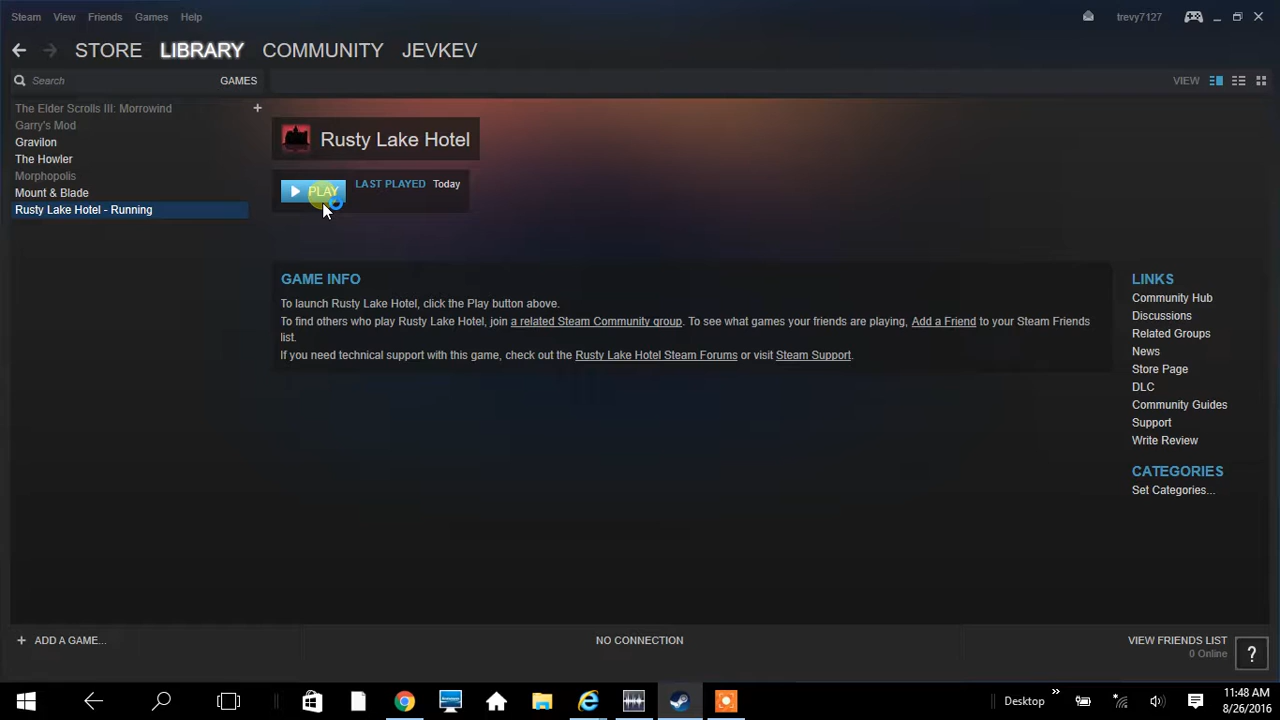 Steam View Friends Games Help
trevy7127
STORE LIBRARY COMMUNITY JEVKEV
Search GAMES
VIEW
The Elder Scrolls III: Morrowind
Garry's Mod
Gravilon
The Howler
Morphopolis
Mount & Blade
Rusty Lake Hotel - Running
Rusty Lake Hotel
PLAY
LAST PLAYED Today
GAME INFO
To launch Rusty Lake Hotel, click the Play button above.
To find others who play Rusty Lake Hotel, join a related Steam Community group. To see what games your friends are playing, Add a Friend to your Steam Friends
list.
If you need technical support with this game, check out the Rusty Lake Hotel Steam Forums or visit Steam Support.
LINKS
Community Hub
Discussions
Related Groups
News
Store Page
DLC
Community Guides
Support
Write Review
CATEGORIES
Set Categories...
+ ADD A GAME...
NO CONNECTION
VIEW FRIENDS LIST
0 Online
?
Desktop
11:48 AM
8/26/2016